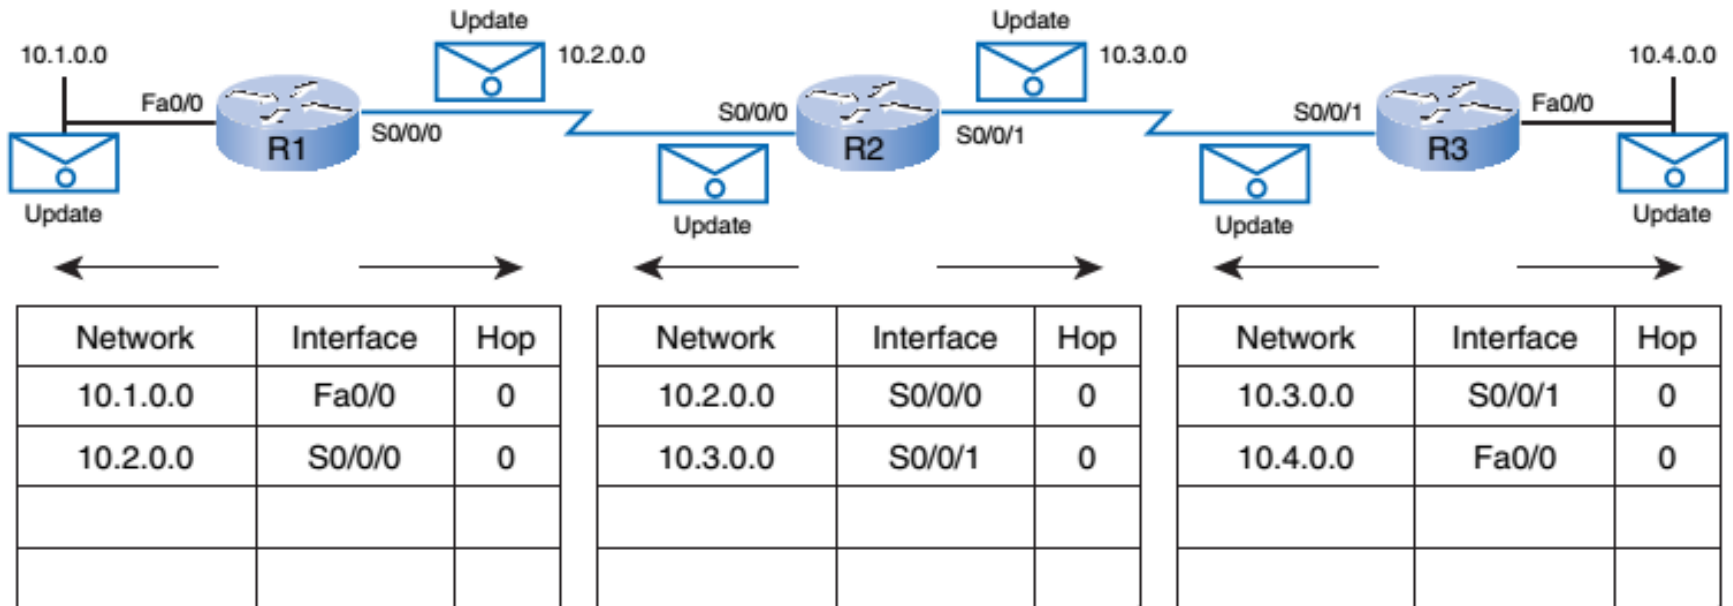 Update
Update
10.1.0.0
10.2.0.0
10.3.0.0
10.4.0.0
Fa0/0
R1
S0/0/0
S0/0/0
R2
S0/0/1
S0/0/1
R3
Fa0/0
Update
Update
Update
Update
Network Interface Hop
10.1.0.0 Fa0/0 0
10.2.0.0 S0/0/0 0
Network Interface Hop
10.2.0.0 S0/0/0 0
10.3.0.0 S0/0/1 0
Network Interface Hop
10.3.0.0 S0/0/1 0
10.4.0.0 Fa0/0 0